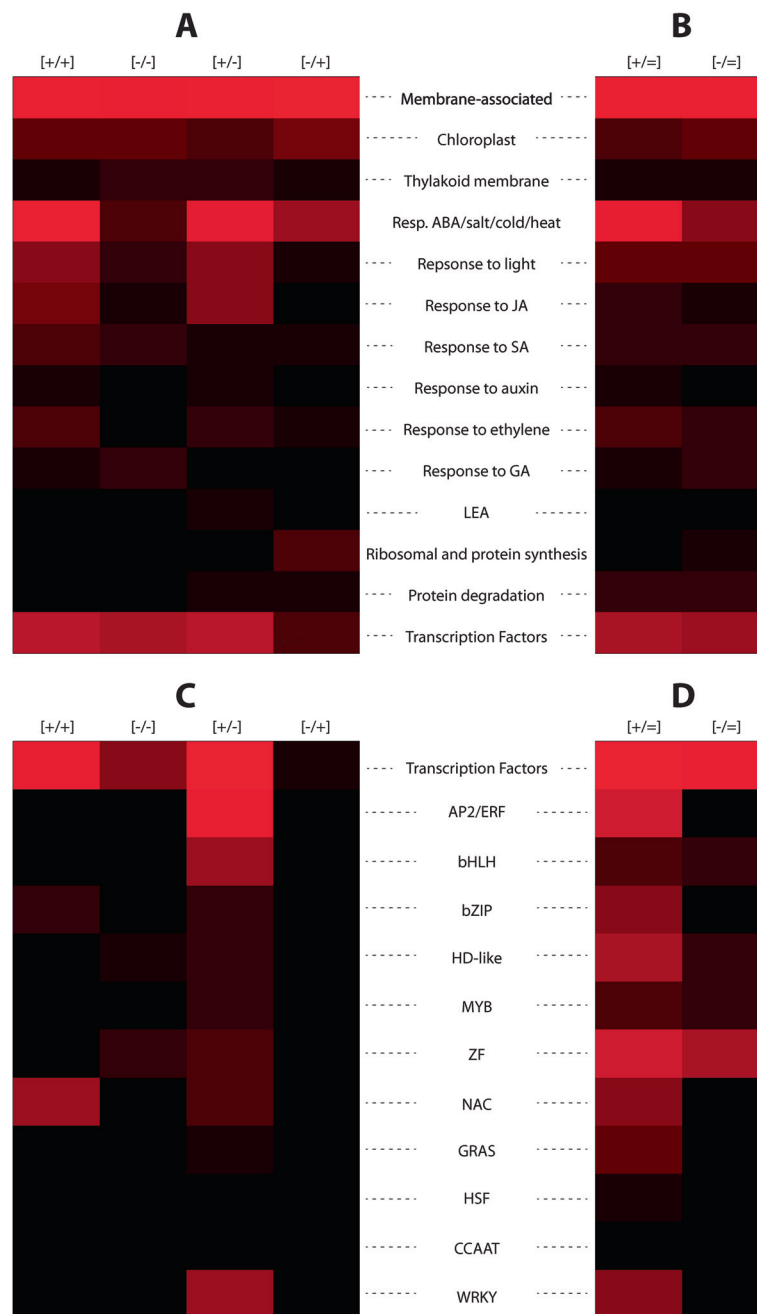 A B
[+/+] [-/-] [+/-] [-/+] [+/=] [-/=]
Membrane-associated
Chloroplast
Thylakoid membrane
Resp. ABA/salt/cold/heat
Repsonse to light
Response to JA
Response to SA
Response to auxin
Response to ethylene
Response to GA
LEA
Ribosomal and protein synthesis
Protein degradation
Transcription Factors
C D
[+/+] [-/-] [+/-] [-/+] [+/=] [-/=]
Transcription Factors
AP2/ERF
bHLH
bZIP
HD-like
MYB
ZF
NAC
GRAS
HSF
CCAAT
WRKY